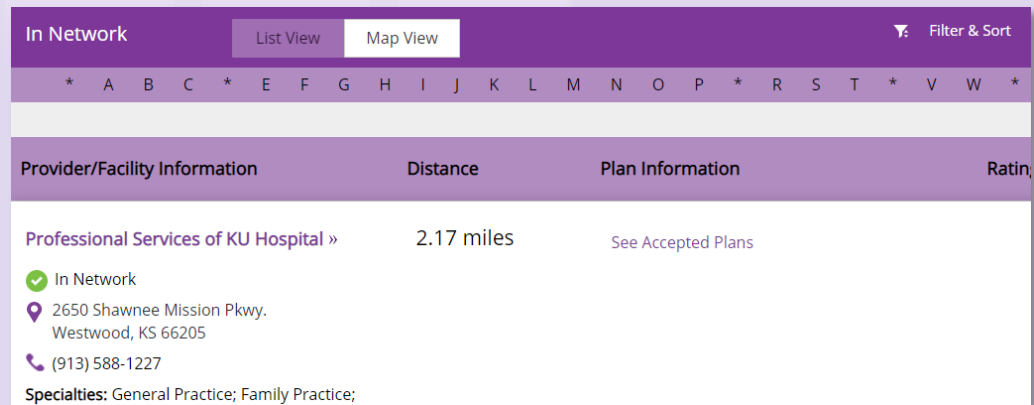 In Network List View Map View Filter & Sort
* A B C * E F G H I J K L M N O P * R S T * V W *
Provider/Facility Information Distance Plan Information Rating
Professional Services of KU Hospital » 2.17 miles See Accepted Plans
In Network
2650 Shawnee Mission Pkwy.
Westwood, KS 66205
(913) 588-1227
Specialties: General Practice; Family Practice;